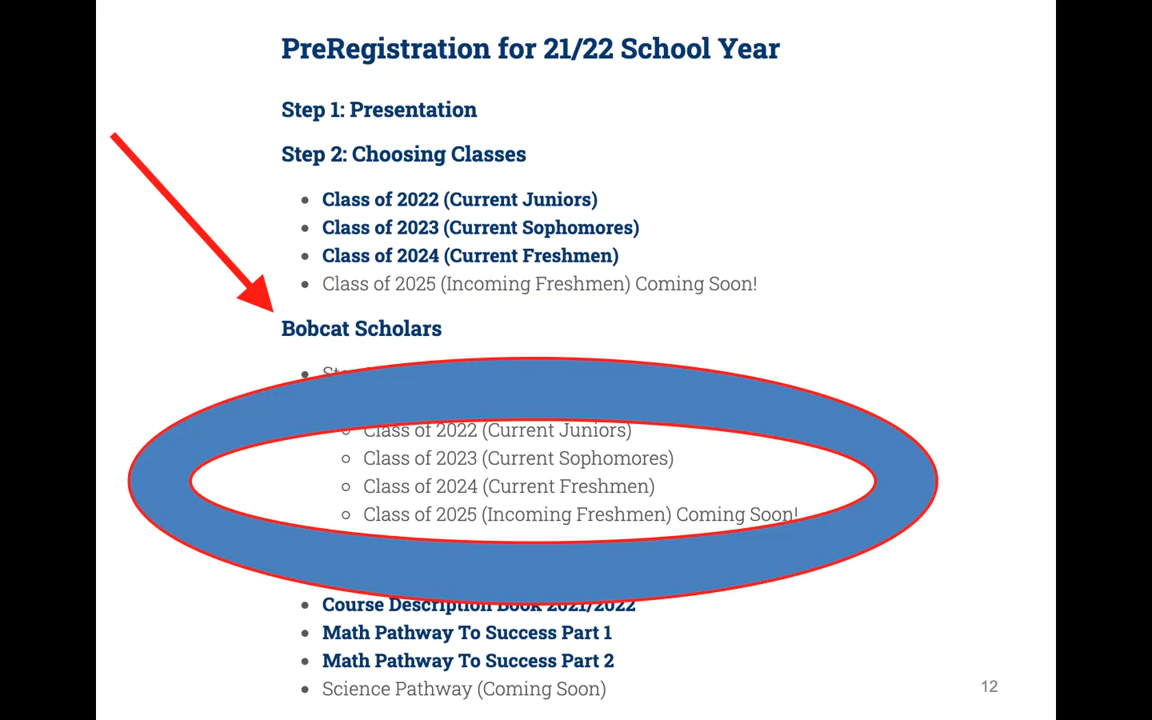 PreRegistration for 21/22 School Year
Step 1: Presentation
Step 2: Choosing Classes
Class of 2022 (Current Juniors)
Class of 2023 (Current Sophomores)
Class of 2024 (Current Freshmen)
Class of 2025 (Incoming Freshmen) Coming Soon!
Bobcat Scholars
Class of 2022 (Current Juniors)
Class of 2023 (Current Sophomores)
Class of 2024 (Current Freshmen)
Class of 2025 (Incoming Freshmen) Coming Soon!
Course Description Book 2021/2022
Math Pathway To Success Part 1
Math Pathway To Success Part 2
Science Pathway (Coming Soon)
12